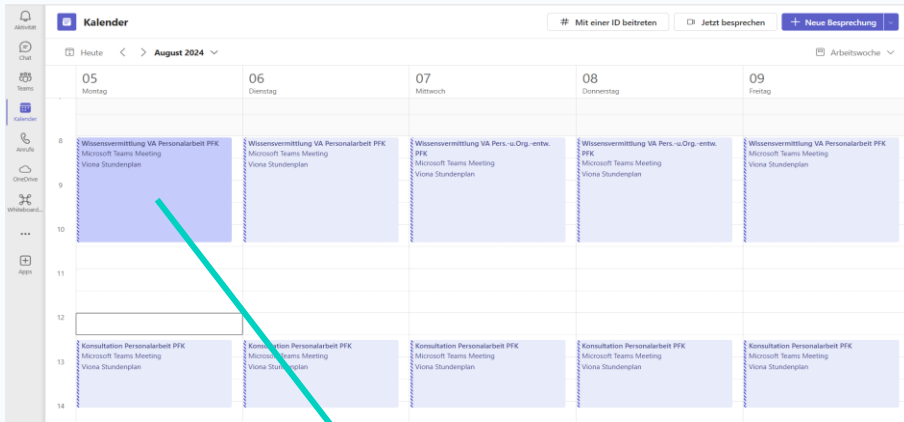 Aktivität
Chat
Teams
Kalender
Anrufe
OneDrive
Whiteboard...
Apps
Kalender
# Mit einer ID beitreten
Jetzt besprechen
+ Neue Besprechung
Heute
August 2024
Arbeitswoche
05
Montag
06
Dienstag
07
Mittwoch
08
Donnerstag
09
Freitag
8
9
10
11
12
13
14
Wissensvermittlung VA Personalarbeit PFK
Microsoft Teams Meeting
Viona Stundenplan
Wissensvermittlung VA Personalarbeit PFK
Microsoft Teams Meeting
Viona Stundenplan
Wissensvermittlung VA Pers.-u.Org.-entw.
PFK
Microsoft Teams Meeting
Viona Stundenplan
Wissensvermittlung VA Pers.-u.Org.-entw.
PFK
Microsoft Teams Meeting
Viona Stundenplan
Wissensvermittlung VA Personalarbeit PFK
Microsoft Teams Meeting
Viona Stundenplan
Konsultation Personalarbeit PFK
Microsoft Teams Meeting
Viona Stundenplan
Konsultation Personalarbeit PFK
Microsoft Teams Meeting
Viona Stundenplan
Konsultation Personalarbeit PFK
Microsoft Teams Meeting
Viona Stundenplan
Konsultation Personalarbeit PFK
Microsoft Teams Meeting
Viona Stundenplan
Konsultation Personalarbeit PFK
Microsoft Teams Meeting
Viona Stundenplan